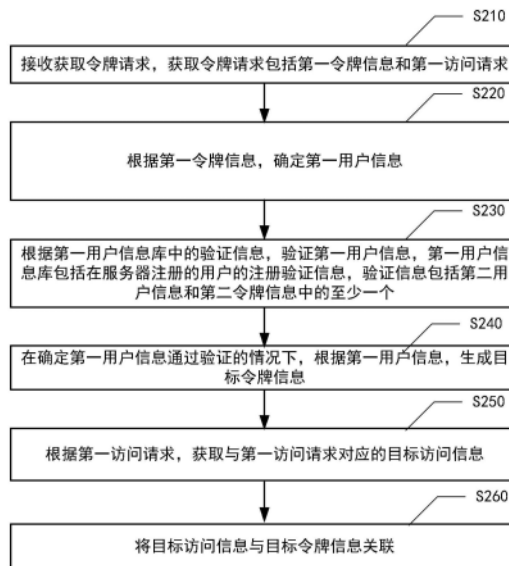 S210
接收获取令牌请求，获取令牌请求包括第一令牌信息和第一访问请求
S220
根据第一令牌信息，确定第一用户信息
S230
根据第一用户信息库中的验证信息，验证第一用户信息，第一用户信
息库包括在服务器注册的用户的注册验证信息，验证信息包括第二用
户信息和第二令牌信息中的至少一个
S240
在确定第一用户信息通过验证的情况下，根据第一用户信息，生成目
标令牌信息
S250
根据第一访问请求，获取与第一访问请求对应的目标访问信息
S260
将目标访问信息与目标令牌信息关联